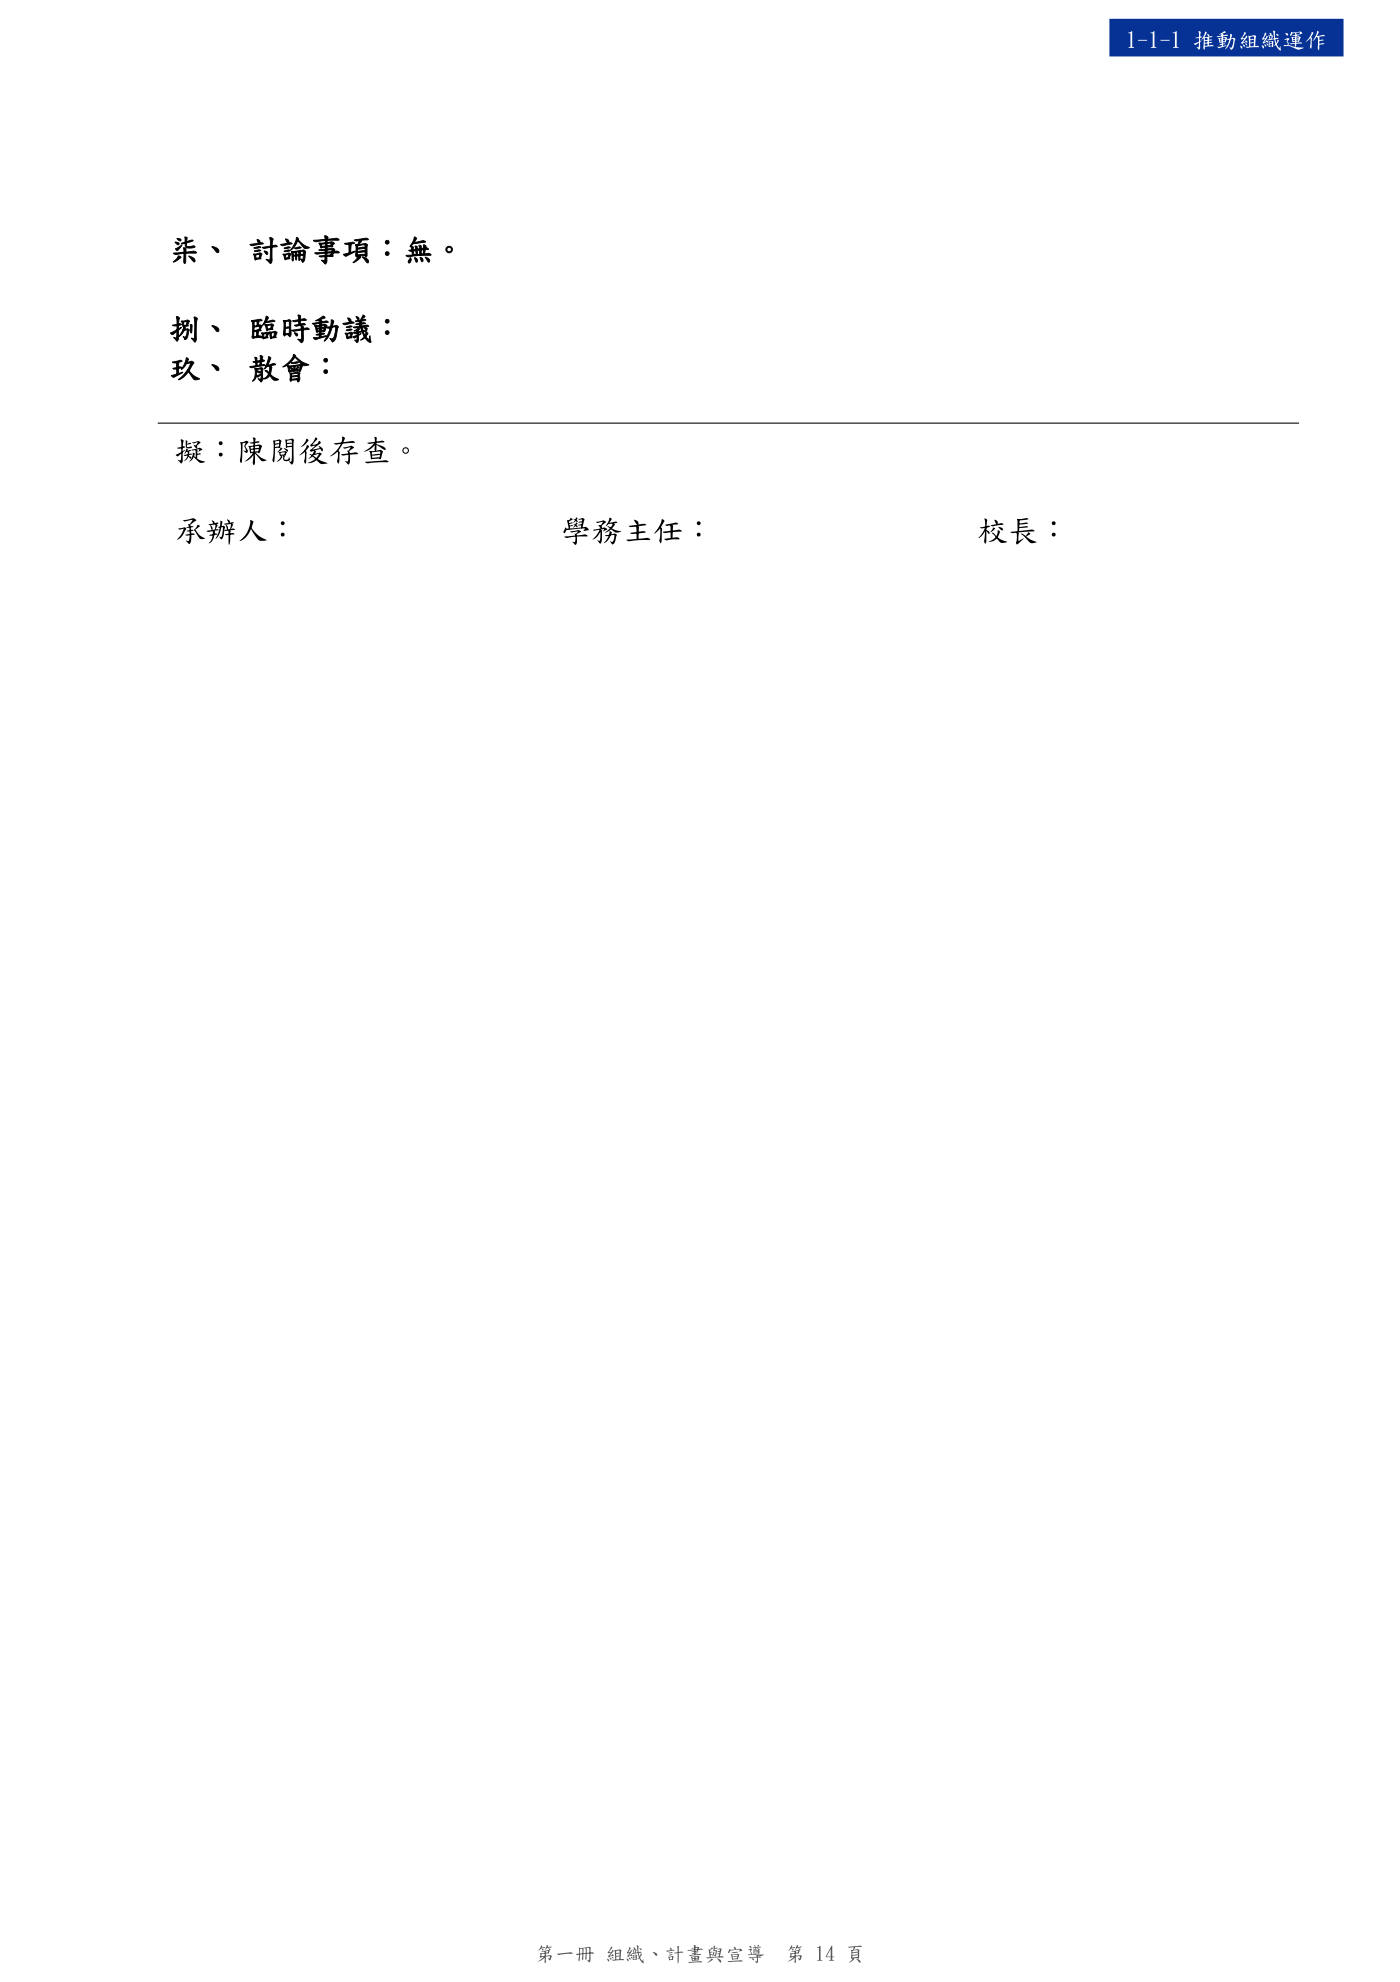 1-1-1 推動組織運作
柒、 討論事項：無。
捌、 臨時動議：
玖、 散會：
擬：陳閱後存查。
承辦人： 學務主任： 校長：
第一冊 組織、計畫與宣導 第 14 頁